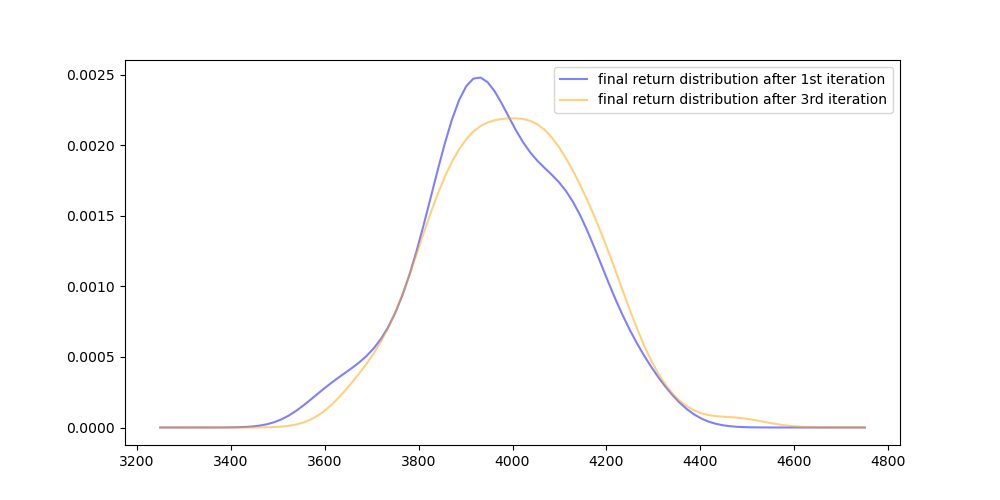 final return distribution after 1st iteration
final return distribution after 3rd iteration
0.0025
0.0020
0.0015
0.0010
0.0005
0.0000
3200 3400 3600 3800 4000 4200 4400 4600 4800